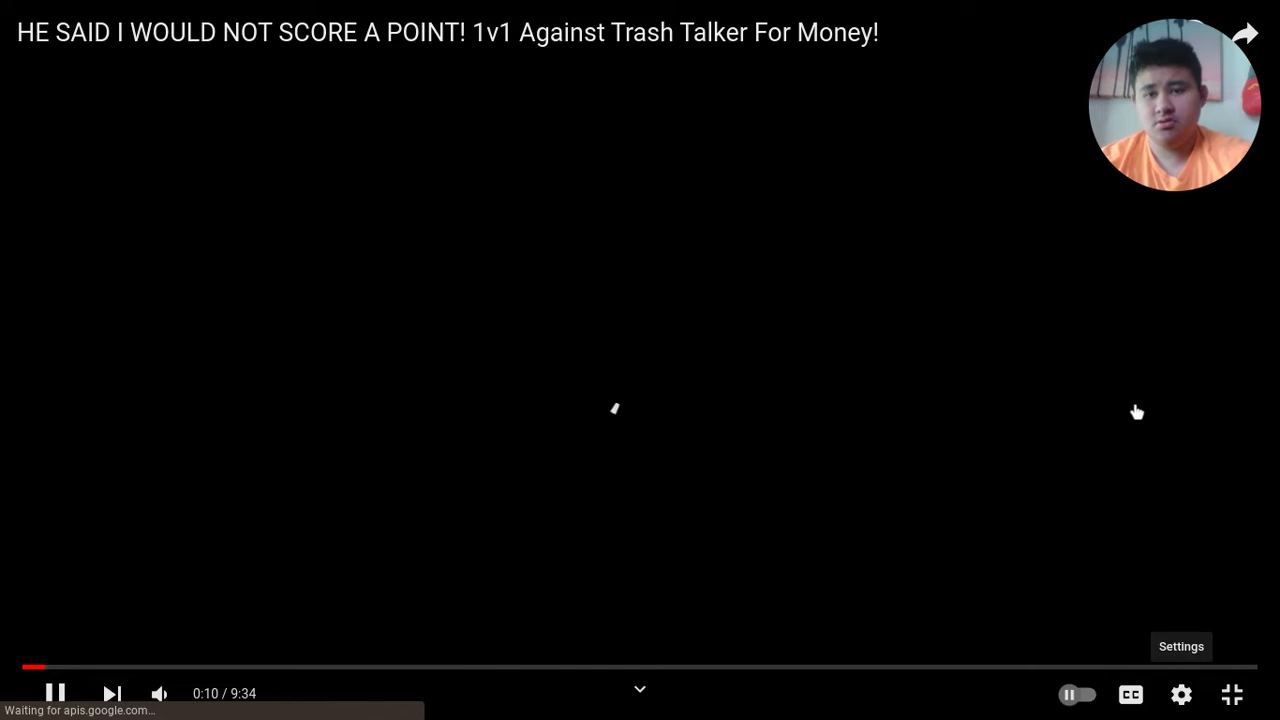 HE SAID I WOULD NOT SCORE A POINT! 1v1 Against Trash Talker For Money!
Settings
0:10 / 9:34
CC
Waiting for apis.google.com...